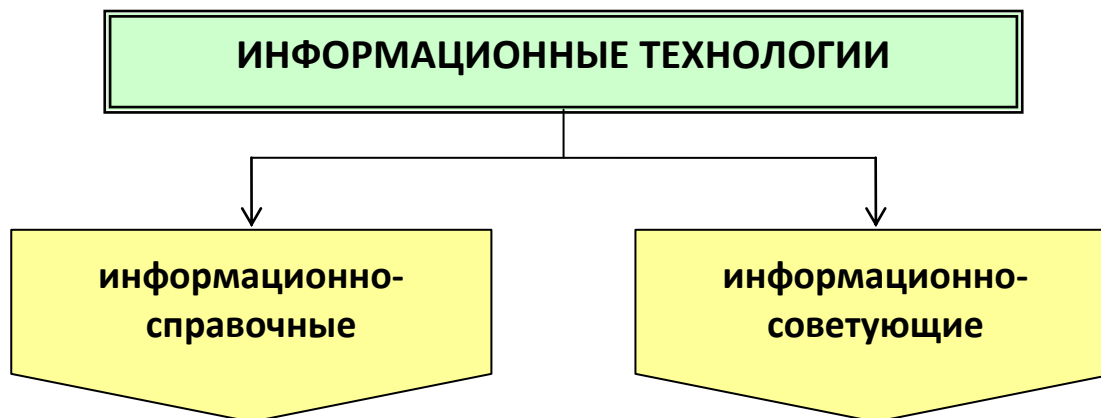 ИНФОРМАЦИОННЫЕ ТЕХНОЛОГИИ
информационно-
справочные
информационно-
советующие